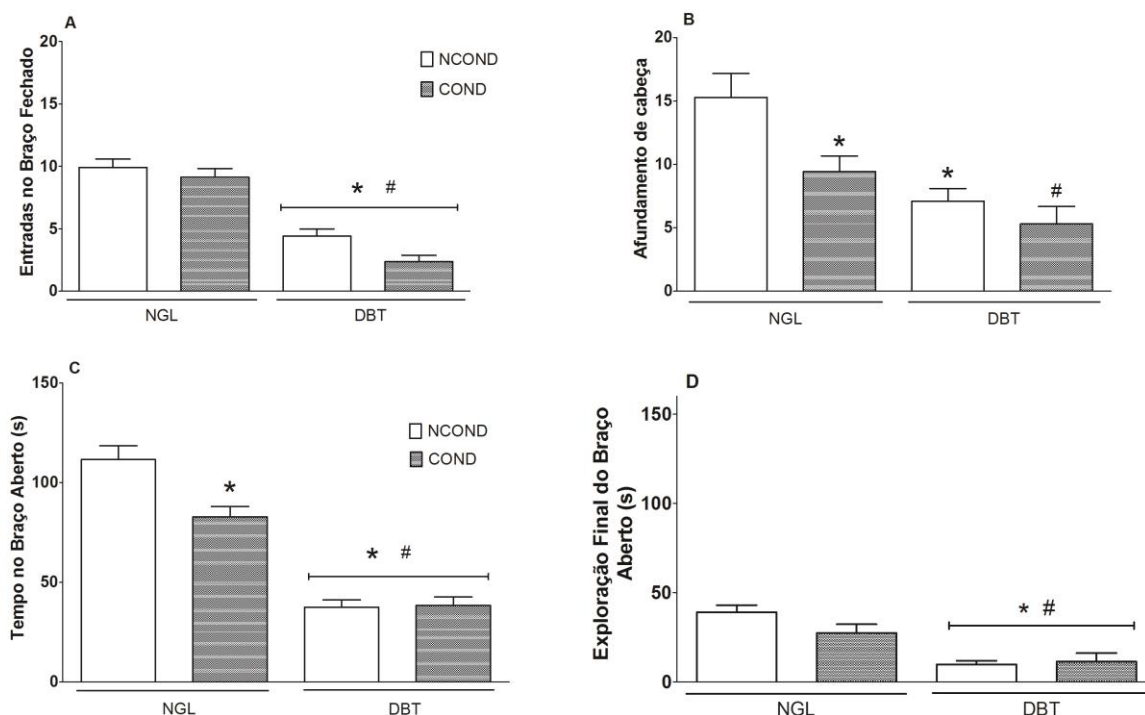 A
Entradas no Braço Fechado
20
15
10
5
0
NCOND
COND
* #
NGL
DBT
B
Afundamento de cabeça
20
15
10
5
0
*
*
#
NGL
DBT
C
Tempo no Braço Aberto (s)
150
100
50
0
NCOND
COND
*
* #
NGL
DBT
D
Exploração Final do Braço
Aberto (s)
150
100
50
0
* #
NGL
DBT